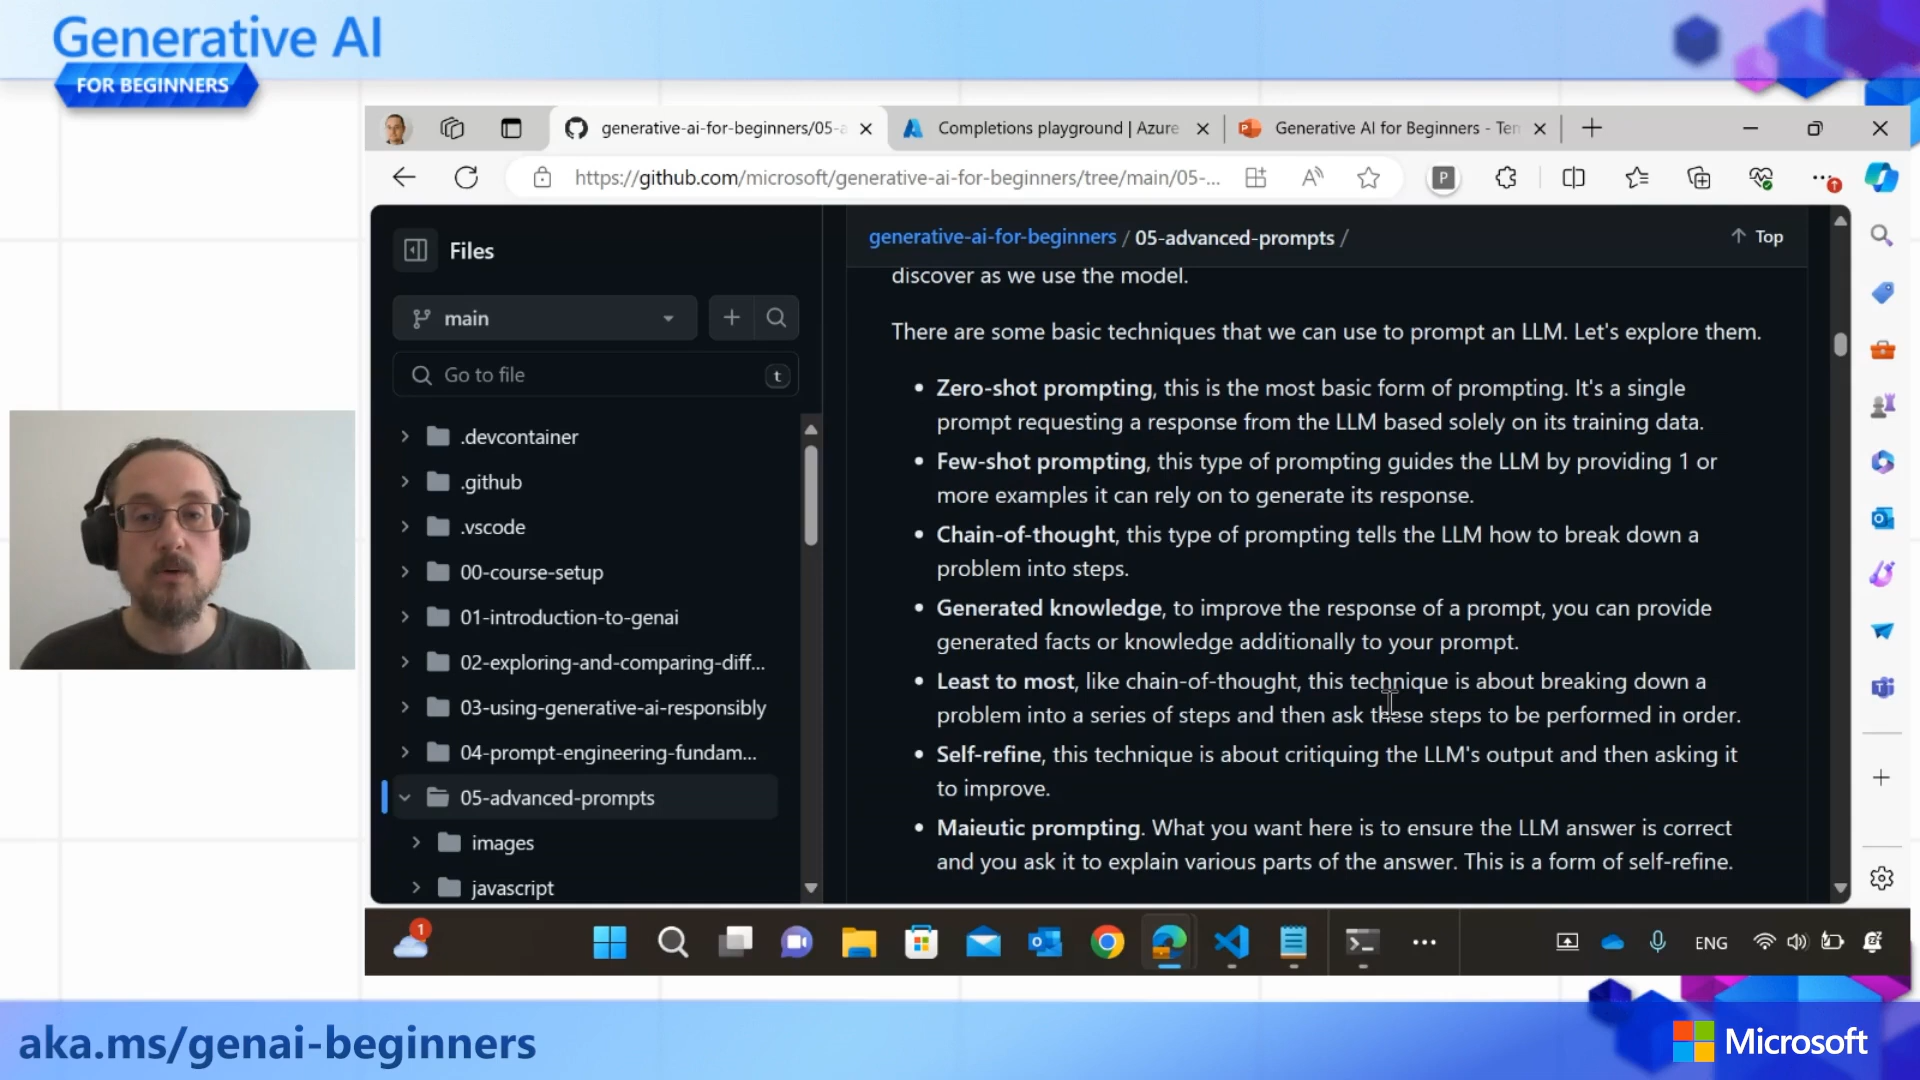 Generative AI
FOR BEGINNERS
generative-ai-for-beginners/05-a
Completions playground | Azure
Generative AI for Beginners - Tem
https://github.com/microsoft/generative-ai-for-beginners/tree/main/05-...
P
Files
main
Go to file
t
.devcontainer
.github
.vscode
00-course-setup
01-introduction-to-genai
02-exploring-and-comparing-diff...
03-using-generative-ai-responsibly
04-prompt-engineering-fundam...
05-advanced-prompts
images
javascript
generative-ai-for-beginners / 05-advanced-prompts /
Top
discover as we use the model.
There are some basic techniques that we can use to prompt an LLM. Let's explore them.
• Zero-shot prompting, this is the most basic form of prompting. It's a single
prompt requesting a response from the LLM based solely on its training data.
• Few-shot prompting, this type of prompting guides the LLM by providing 1 or
more examples it can rely on to generate its response.
• Chain-of-thought, this type of prompting tells the LLM how to break down a
problem into steps.
• Generated knowledge, to improve the response of a prompt, you can provide
generated facts or knowledge additionally to your prompt.
• Least to most, like chain-of-thought, this technique is about breaking down a
problem into a series of steps and then ask these steps to be performed in order.
• Self-refine, this technique is about critiquing the LLM's output and then asking it
to improve.
• Maieutic prompting. What you want here is to ensure the LLM answer is correct
and you ask it to explain various parts of the answer. This is a form of self-refine.
1
ENG
aka.ms/genai-beginners
Microsoft